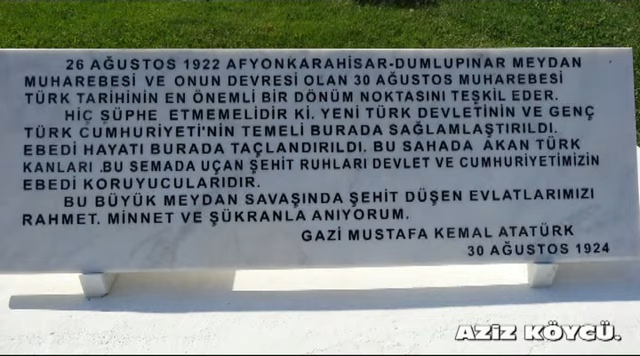 26 AĞUSTOS 1922 AFYONKARAHİSAR-DUMLUPINAR MEYDAN
MUHAREBESİ VE ONUN DEVRESİ OLAN 30 AĞUSTOS MUHAREBESİ
TÜRK TARİHİNİN EN ÖNEMLİ BİR DÖNÜM NOKTASINI TEŞKİL EDER.
HİÇ ŞÜPHE ETMEMELİDİR Kİ. YENİ TÜRK DEVLETİNİN VE GENÇ
TÜRK CUMHURİYETİ'NİN TEMELİ BURADA SAĞLAMLAŞTIRILDI.
EBEDİ HAYATI BURADA TAÇLANDIRILDI. BU SAHADA AKAN TÜRK
KANLARI .BU SEMADA UÇAN ŞEHİT RUHLARI DEVLET VE CUMHURİYETİMİZİN
EBEDİ KORUYUCULARIDIR.
BU BÜYÜK MEYDAN SAVAŞINDA ŞEHİT DÜŞEN EVLATLARIMIZI
RAHMET. MİNNET VE ŞÜKRANLA ANIYORUM.
GAZİ MUSTAFA KEMAL ATATÜRK
30 AĞUSTOS 1924
AZİZ KÖYCÜ.